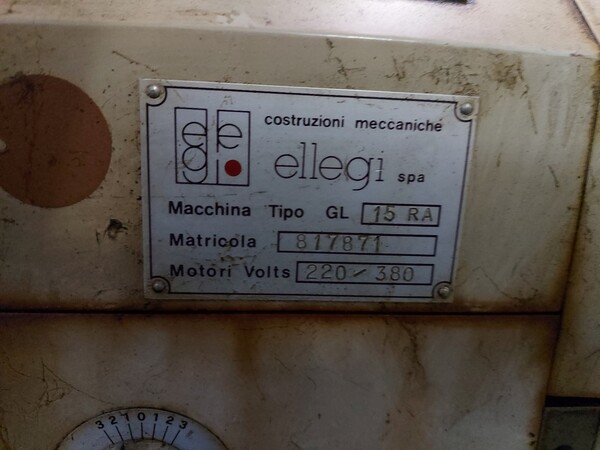 costruzioni meccaniche
ellegi spa
Macchina Tipo GL 15 RA
Matricola 817871
Motori Volts 220/380
3 2 1 0 1 2 3